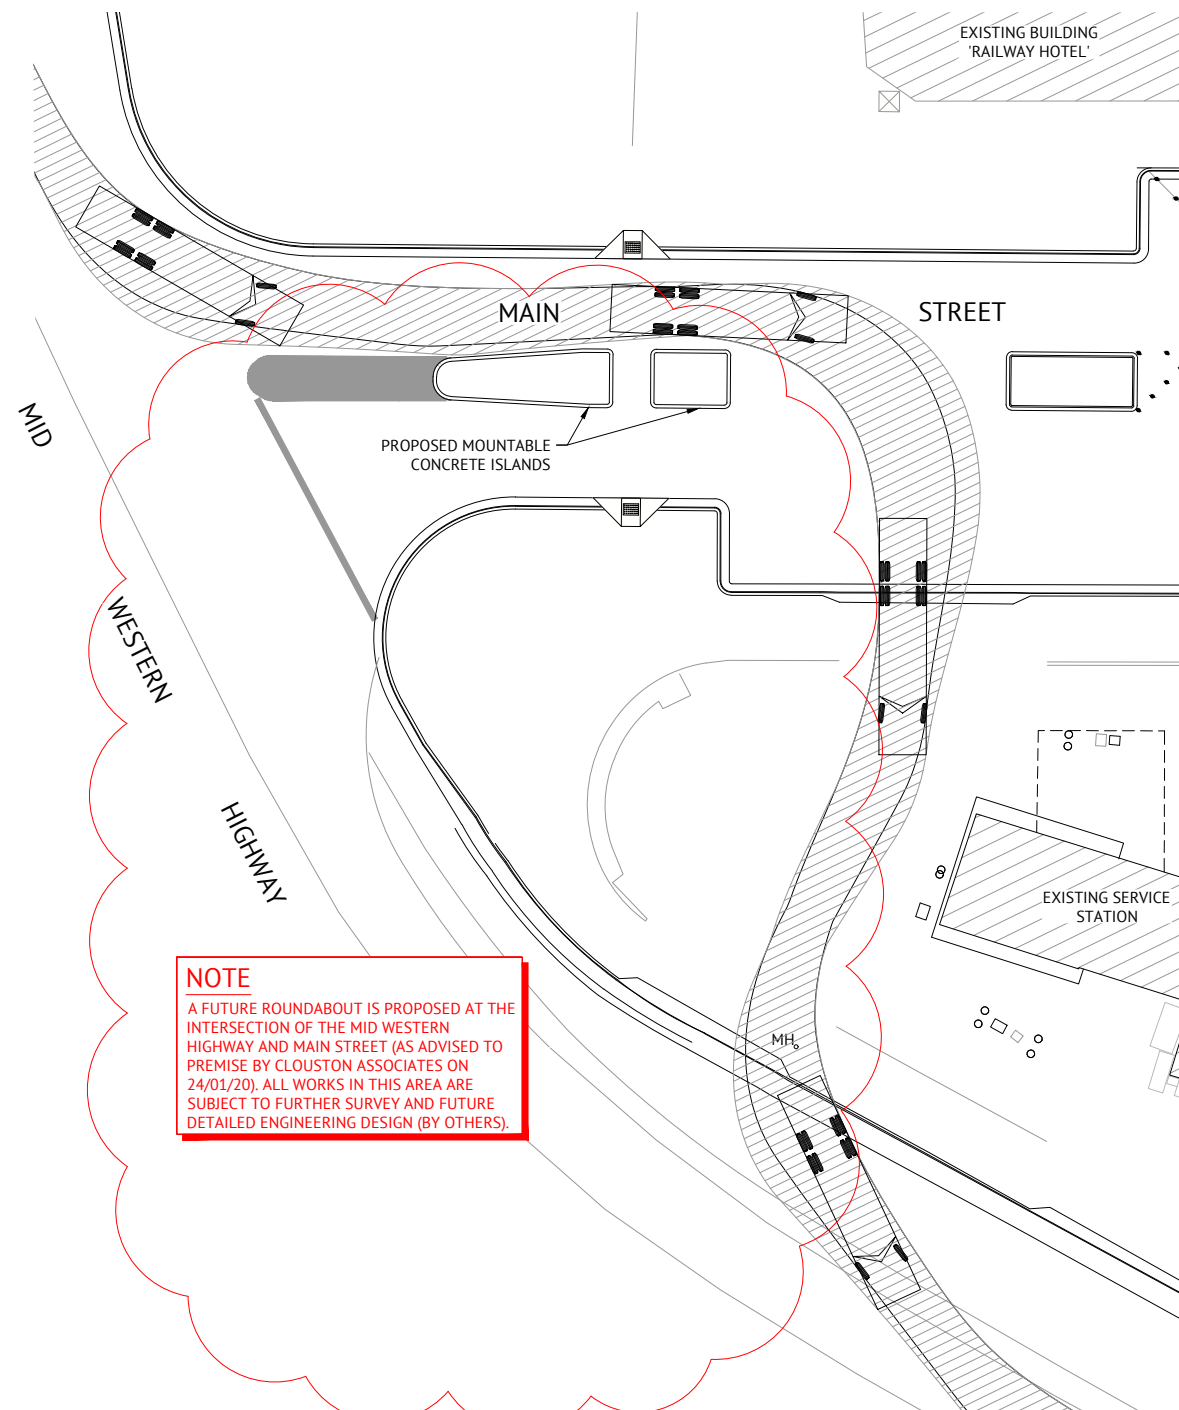 EXISTING BUILDING
'RAILWAY HOTEL'
MAIN
STREET
MID
PROPOSED MOUNTABLE
CONCRETE ISLANDS
WESTERN
HIGHWAY
EXISTING SERVICE
STATION
NOTE
A FUTURE ROUNDABOUT IS PROPOSED AT THE
INTERSECTION OF THE MID WESTERN
HIGHWAY AND MAIN STREET (AS ADVISED TO
PREMISE BY CLOUSTON ASSOCIATES ON
24/01/20). ALL WORKS IN THIS AREA ARE
SUBJECT TO FURTHER SURVEY AND FUTURE
DETAILED ENGINEERING DESIGN (BY OTHERS).
MH